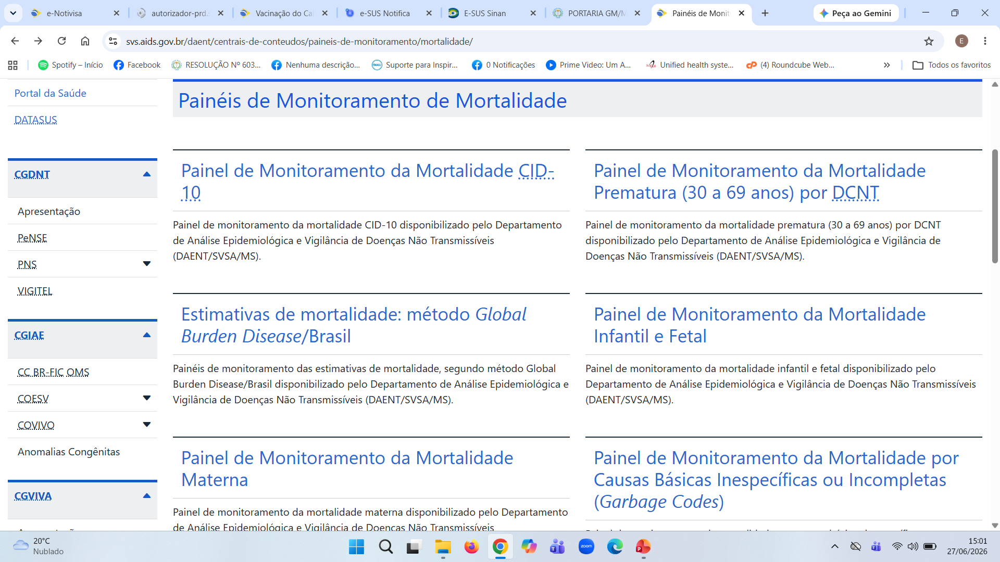 e-Notivisa
autorizador-prd.s
Vacinação do Cal
e-SUS Notifica
E-SUS Sinan
PORTARIA GM/M
Painéis de Monit
Peça ao Gemini
svs.aids.gov.br/daent/centrais-de-conteudos/paineis-de-monitoramento/mortalidade/
E
Spotify – Início
Facebook
RESOLUÇÃO Nº 603...
Nenhuma descrição...
Suporte para Inspir...
0 Notificações
Prime Video: Um A...
Unified health syste...
(4) Roundcube Web...
Todos os favoritos
Portal da Saúde
DATASUS
CGDNT
Apresentação
PeNSE
PNS
VIGITEL
CGIAE
CC BR-FIC OMS
COESV
COVIVO
Anomalias Congênitas
CGVIVA
Painéis de Monitoramento de Mortalidade
Painel de Monitoramento da Mortalidade CID-
10
Painel de monitoramento da mortalidade CID-10 disponibilizado pelo Departamento
de Análise Epidemiológica e Vigilância de Doenças Não Transmissíveis
(DAENT/SVSA/MS).
Painel de Monitoramento da Mortalidade
Prematura (30 a 69 anos) por DCNT
Painel de monitoramento da mortalidade prematura (30 a 69 anos) por DCNT
disponibilizado pelo Departamento de Análise Epidemiológica e Vigilância de
Doenças Não Transmissíveis (DAENT/SVSA/MS).
Estimativas de mortalidade: método Global
Burden Disease/Brasil
Painéis de monitoramento das estimativas de mortalidade, segundo método Global
Burden Disease/Brasil disponibilizado pelo Departamento de Análise Epidemiológica e
Vigilância de Doenças Não Transmissíveis (DAENT/SVSA/MS).
Painel de Monitoramento da Mortalidade
Infantil e Fetal
Painel de monitoramento da mortalidade infantil e fetal disponibilizado pelo
Departamento de Análise Epidemiológica e Vigilância de Doenças Não Transmissíveis
(DAENT/SVSA/MS).
Painel de Monitoramento da Mortalidade
Materna
Painel de monitoramento da mortalidade materna disponibilizado pelo Departamento
de Análise Epidemiológica e Vigilância de Doenças Não Transmissíveis
Painel de Monitoramento da Mortalidade por
Causas Básicas Inespecíficas ou Incompletas
(Garbage Codes)
20°C
Nublado
zoom
15:01
27/06/2026